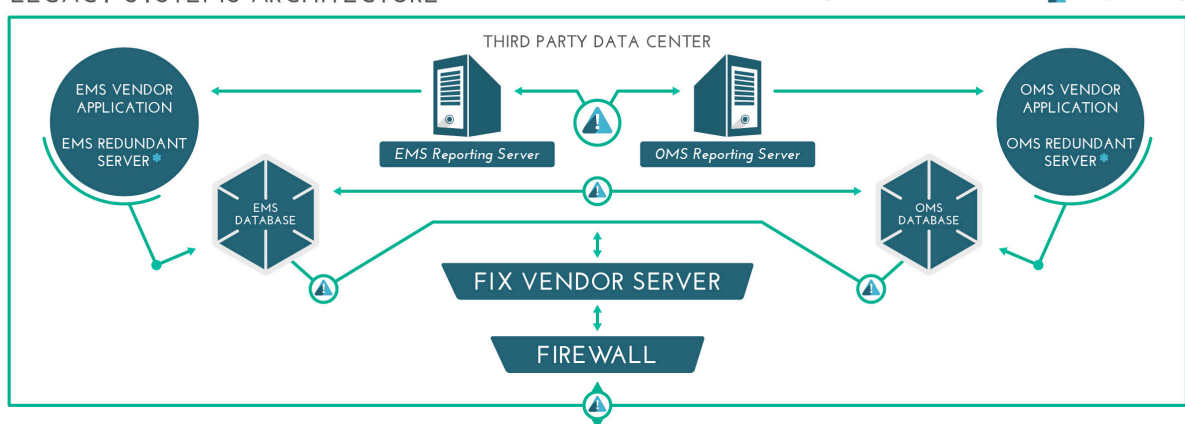 THIRD PARTY DATA CENTER
EMS VENDOR
APPLICATION
EMS REDUNDANT
SERVER*
EMS Reporting Server
OMS Reporting Server
OMS VENDOR
APPLICATION
OMS REDUNDANT
SERVER*
EMS
DATABASE
OMS
DATABASE
FIX VENDOR SERVER
FIREWALL